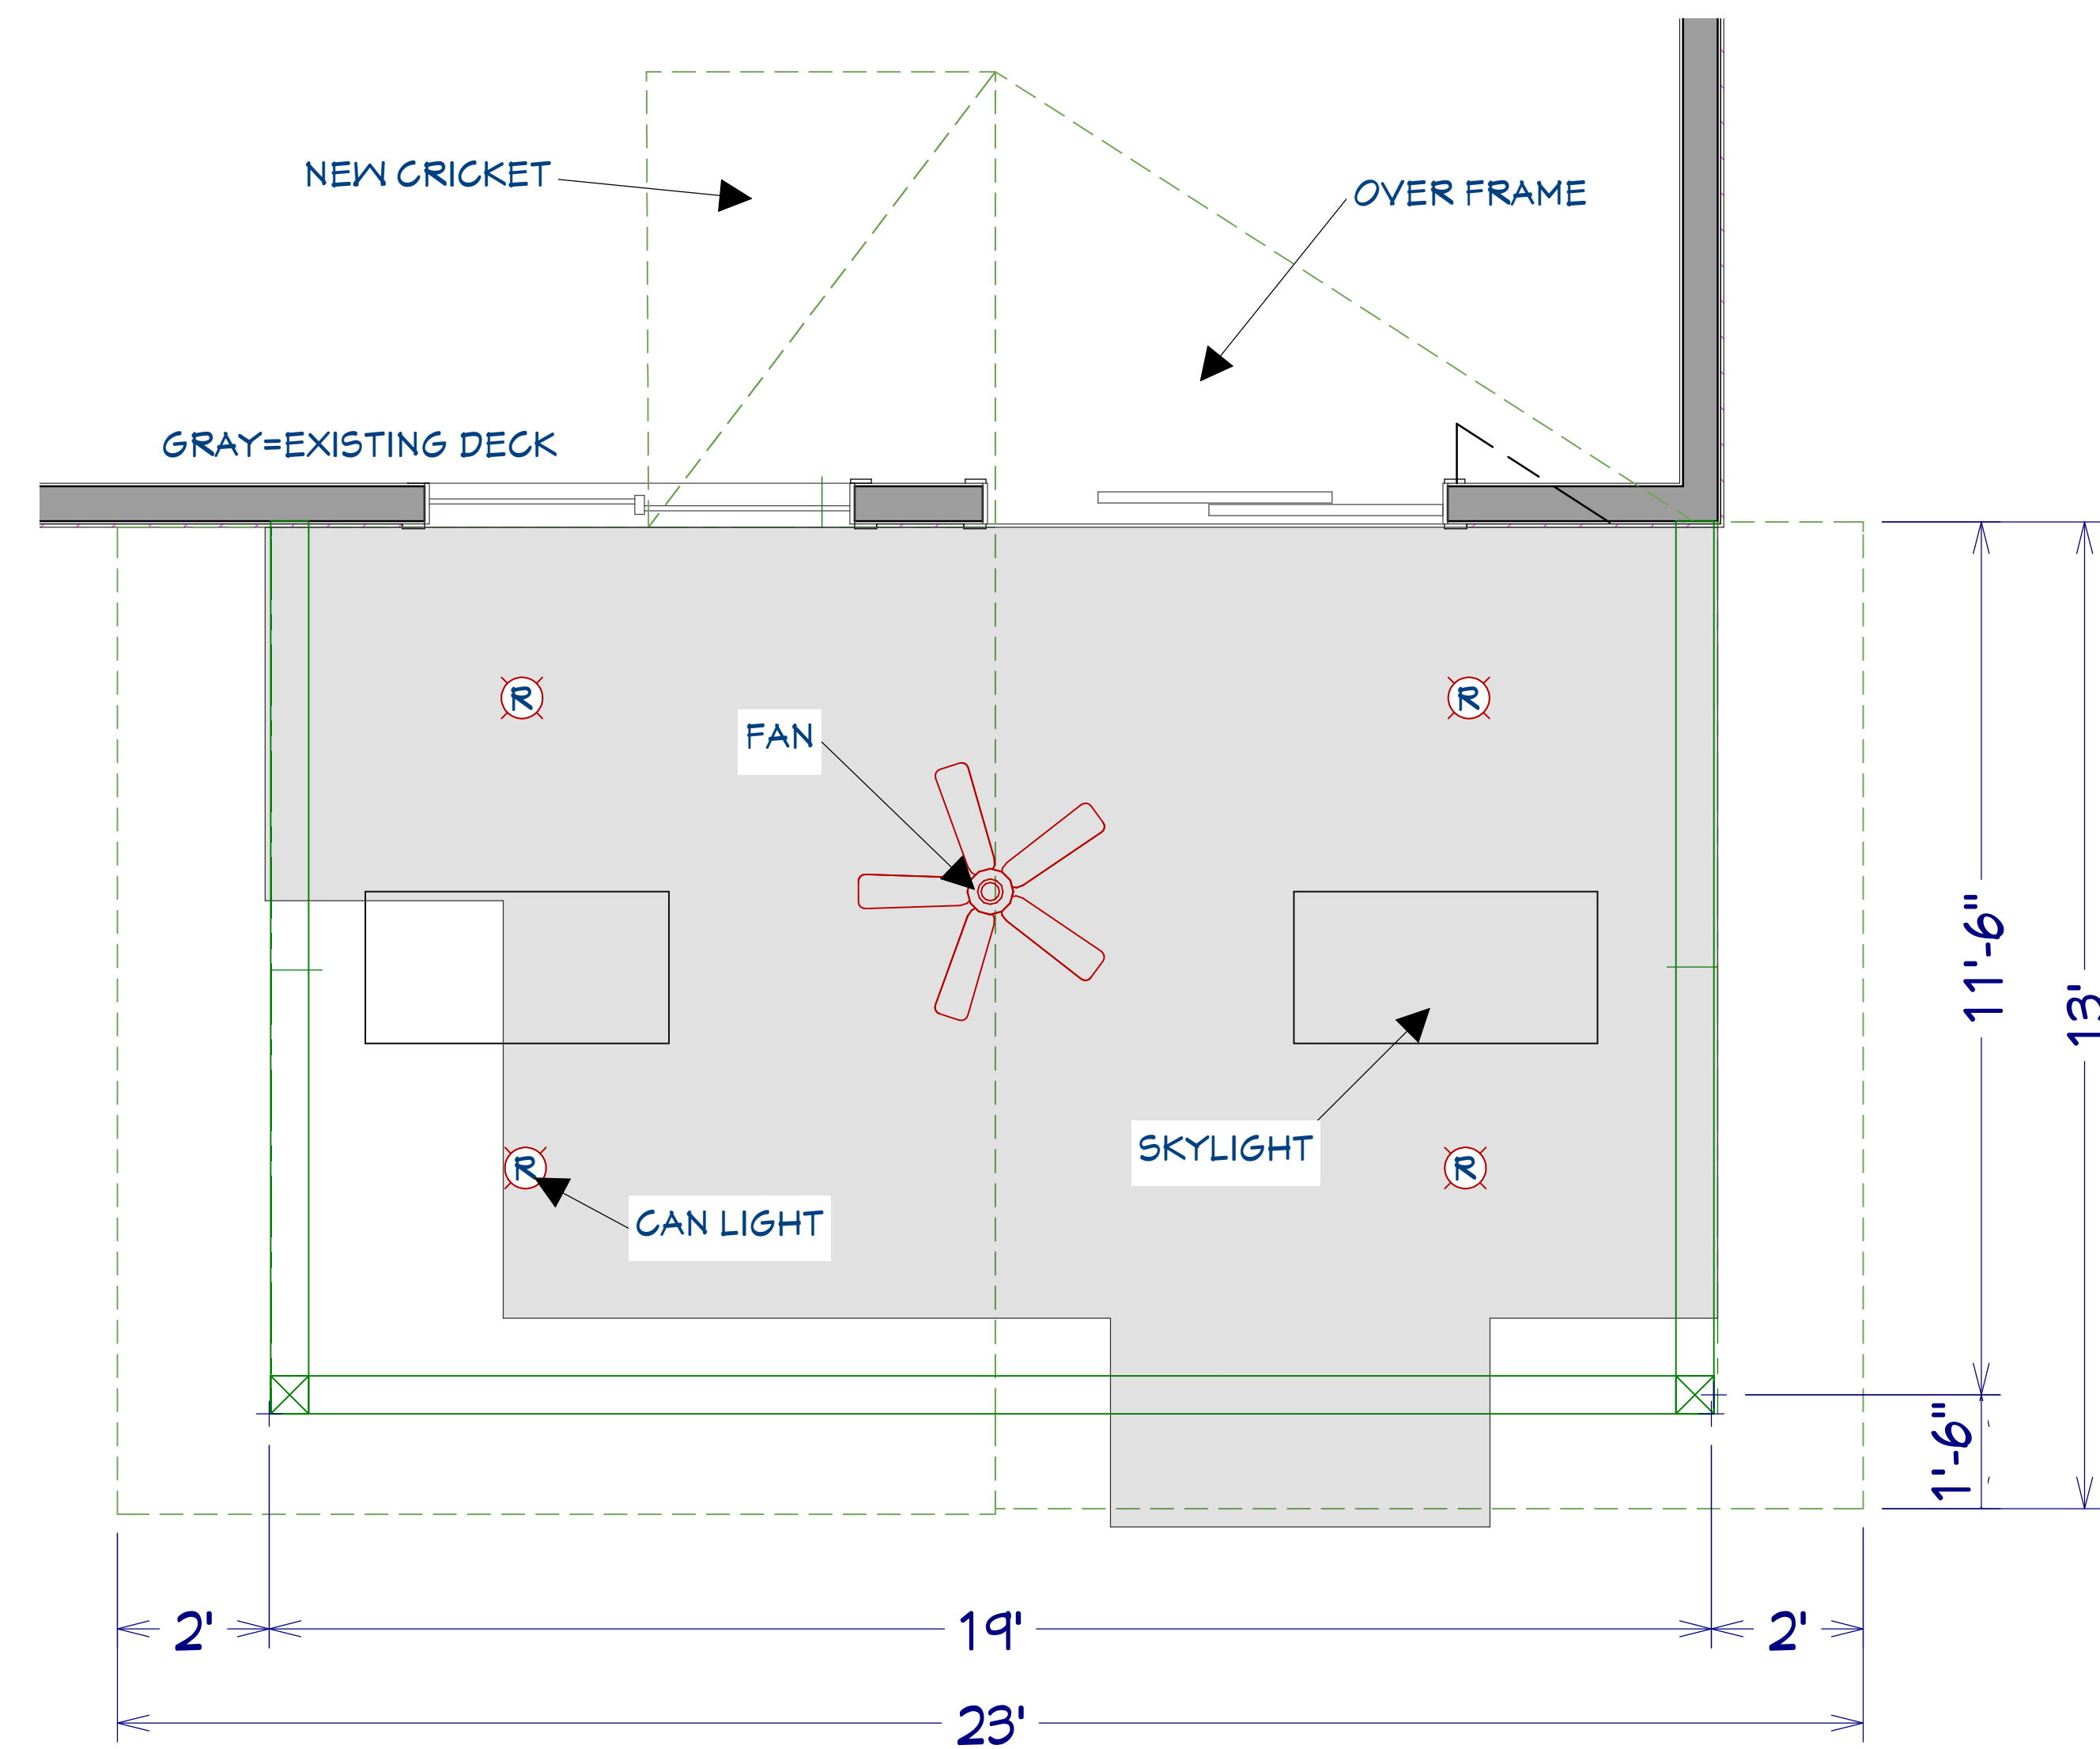 NEW CRICKET
OVER FRAME
GRAY=EXISTING DECK
R
R
FAN
11'-6"
13'
SKYLIGHT
R
R
CAN LIGHT
1'-6"
2'
19'
2'
23'